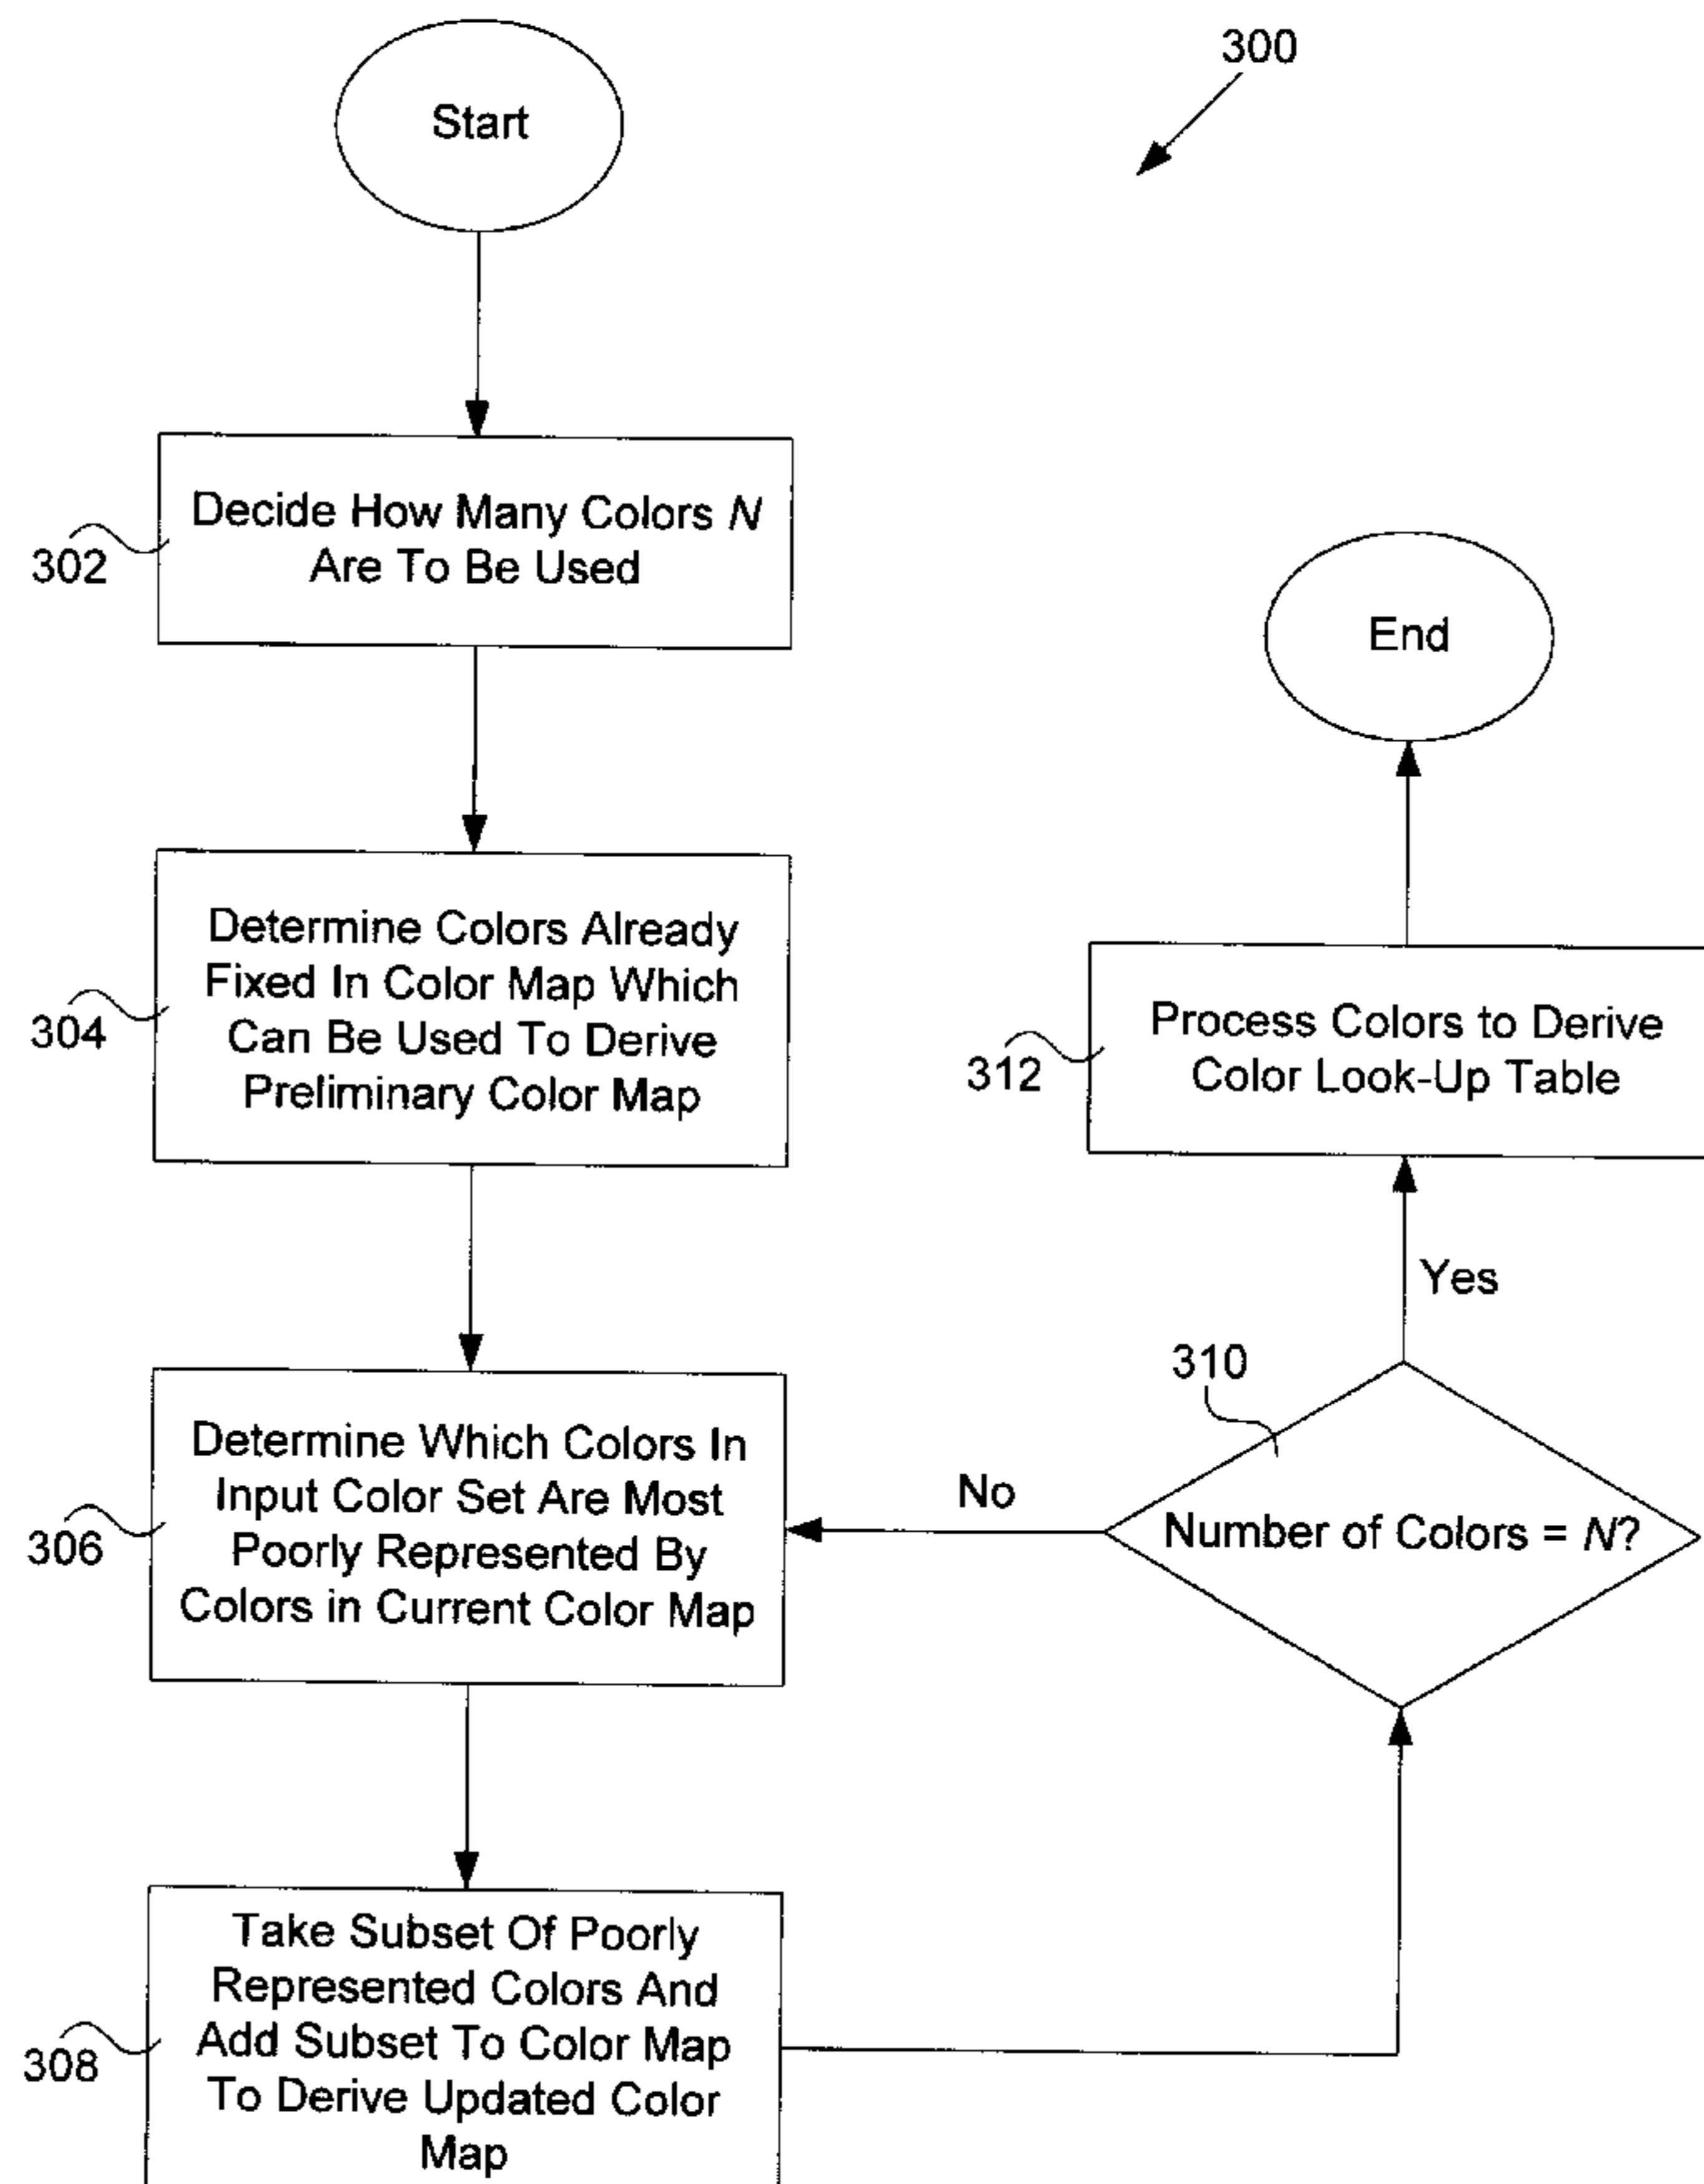 300
Start
302
Decide How Many Colors N
Are To Be Used
304
Determine Colors Already
Fixed In Color Map Which
Can Be Used To Derive
Preliminary Color Map
306
Determine Which Colors In
Input Color Set Are Most
Poorly Represented By
Colors in Current Color Map
308
Take Subset Of Poorly
Represented Colors And
Add Subset To Color Map
To Derive Updated Color
Map
310
Number of Colors = N?
No
Yes
312
Process Colors to Derive
Color Look-Up Table
End